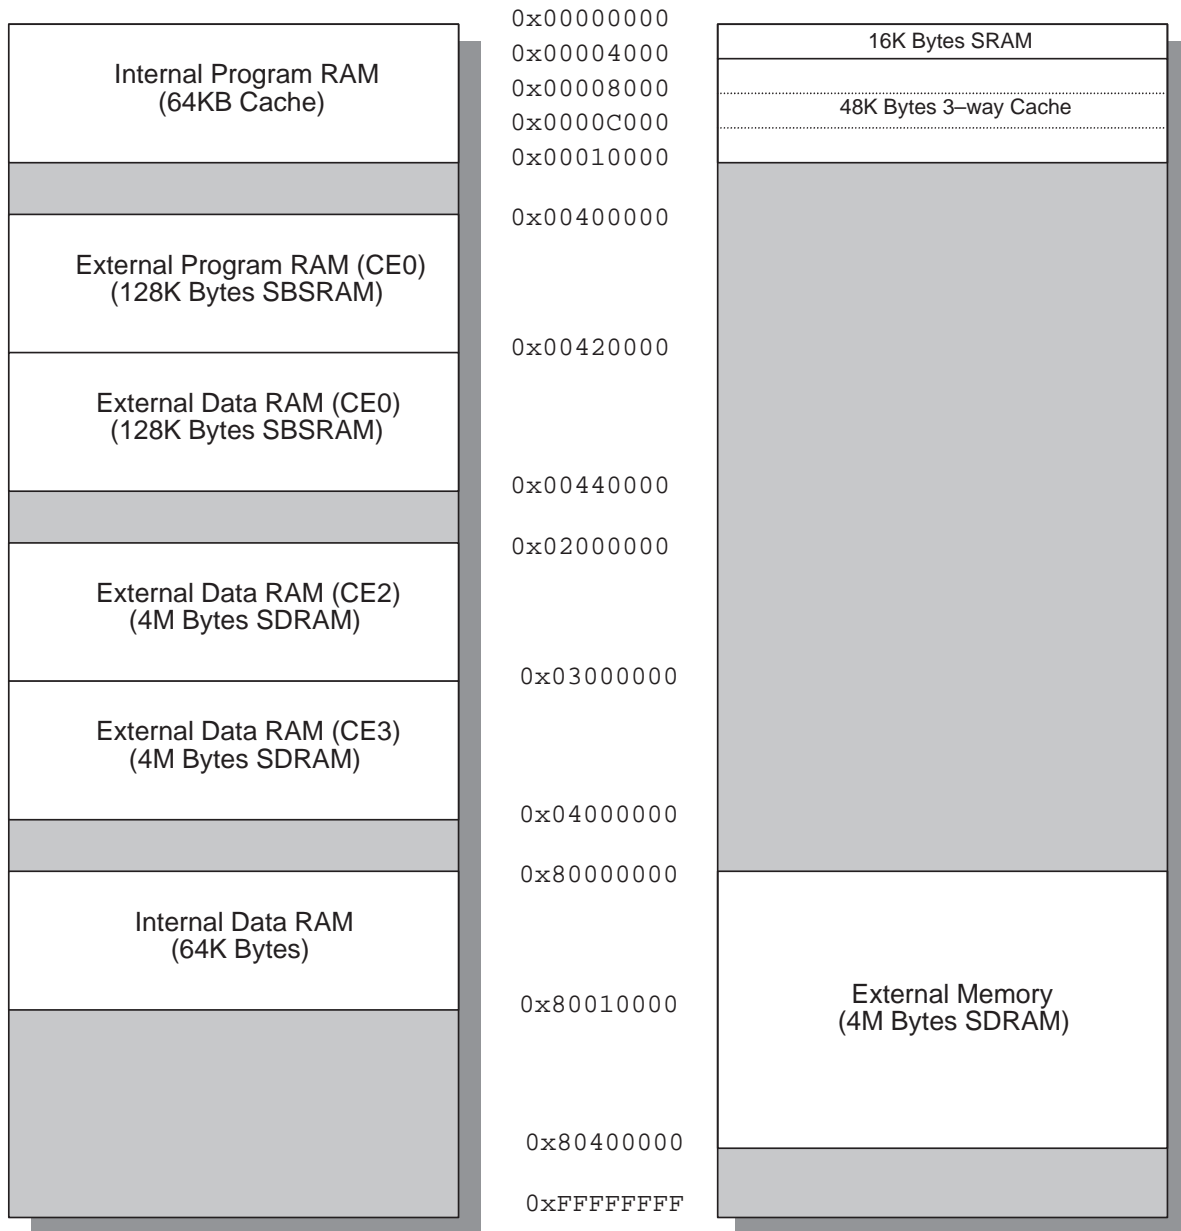 Internal Program RAM
(64KB Cache)
External Program RAM (CE0)
(128K Bytes SBSRAM)
External Data RAM (CE0)
(128K Bytes SBSRAM)
External Data RAM (CE2)
(4M Bytes SDRAM)
External Data RAM (CE3)
(4M Bytes SDRAM)
Internal Data RAM
(64K Bytes)
0x00000000
0x00004000
0x00008000
0x0000C000
0x00010000
0x00400000
0x00420000
0x00440000
0x02000000
0x03000000
0x04000000
0x80000000
0x80010000
0x80400000
0xFFFFFFFF
16K Bytes SRAM
48K Bytes 3–way Cache
External Memory
(4M Bytes SDRAM)